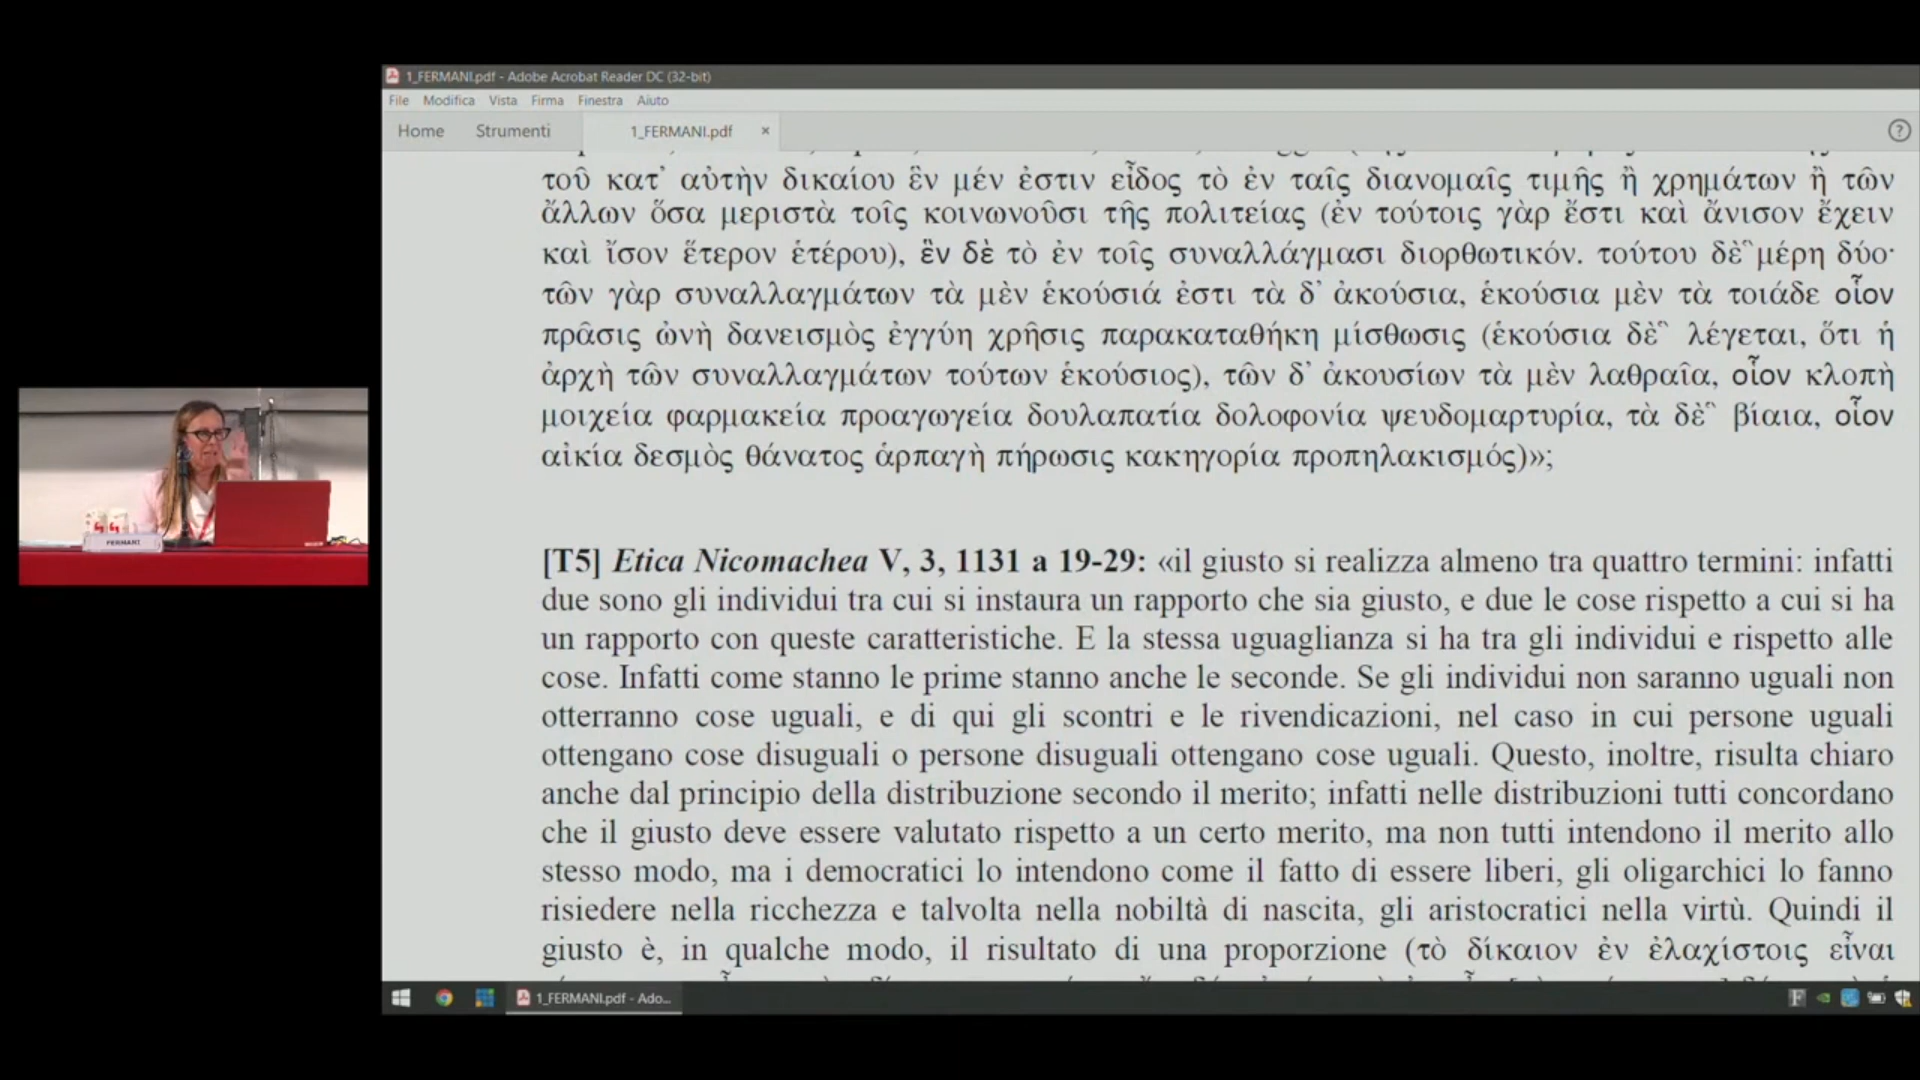 1_FERMANI.pdf - Adobe Acrobat Reader DC (32-bit)
File Modifica Vista Firma Finestra Aiuto
Home Strumenti 1_FERMANI.pdf ×
τοῦ κατ᾽ αὐτὴν δικαίου ἓν μέν ἐστιν εἶδος τὸ ἐν ταῖς διανομαῖς τιμῆς ἢ χρημάτων ἢ τῶν
ἄλλων ὅσα μεριστὰ τοῖς κοινωνοῦσι τῆς πολιτείας (ἐν τούτοις γὰρ ἔστι καὶ ἄνισον ἔχειν
καὶ ἴσον ἕτερον ἑτέρου), ἓν δὲ τὸ ἐν τοῖς συναλλάγμασι διορθωτικόν. τούτου δὲ μέρη δύο·
τῶν γὰρ συναλλαγμάτων τὰ μὲν ἑκούσιά ἐστι τὰ δ᾽ ἀκούσια, ἑκούσια μὲν τὰ τοιάδε οἷον
πρᾶσις ὠνὴ δανεισμὸς ἐγγύη χρῆσις παρακαταθήκη μίσθωσις (ἑκούσια δὲ λέγεται, ὅτι ἡ
ἀρχὴ τῶν συναλλαγμάτων τούτων ἑκούσιος), τῶν δ᾽ ἀκουσίων τὰ μὲν λαθραῖα, οἷον κλοπὴ
μοιχεία φαρμακεία προαγωγεία δουλαπατία δολοφονία ψευδομαρτυρία, τὰ δὲ βίαια, οἷον
αἰκία δεσμὸς θάνατος ἁρπαγὴ πήρωσις κακηγορία προπηλακισμός)»;
[T5] Etica Nicomachea V, 3, 1131 a 19-29: «il giusto si realizza almeno tra quattro termini: infatti
due sono gli individui tra cui si instaura un rapporto che sia giusto, e due le cose rispetto a cui si ha
un rapporto con queste caratteristiche. E la stessa uguaglianza si ha tra gli individui e rispetto alle
cose. Infatti come stanno le prime stanno anche le seconde. Se gli individui non saranno uguali non
otterranno cose uguali, e di qui gli scontri e le rivendicazioni, nel caso in cui persone uguali
ottengano cose disuguali o persone disuguali ottengano cose uguali. Questo, inoltre, risulta chiaro
anche dal principio della distribuzione secondo il merito; infatti nelle distribuzioni tutti concordano
che il giusto deve essere valutato rispetto a un certo merito, ma non tutti intendono il merito allo
stesso modo, ma i democratici lo intendono come il fatto di essere liberi, gli oligarchici lo fanno
risiedere nella ricchezza e talvolta nella nobiltà di nascita, gli aristocratici nella virtù. Quindi il
giusto è, in qualche modo, il risultato di una proporzione (τὸ δίκαιον ἐν ἐλαχίστοις εἶναι
FERMANI
1_FERMANI.pdf - Ado...